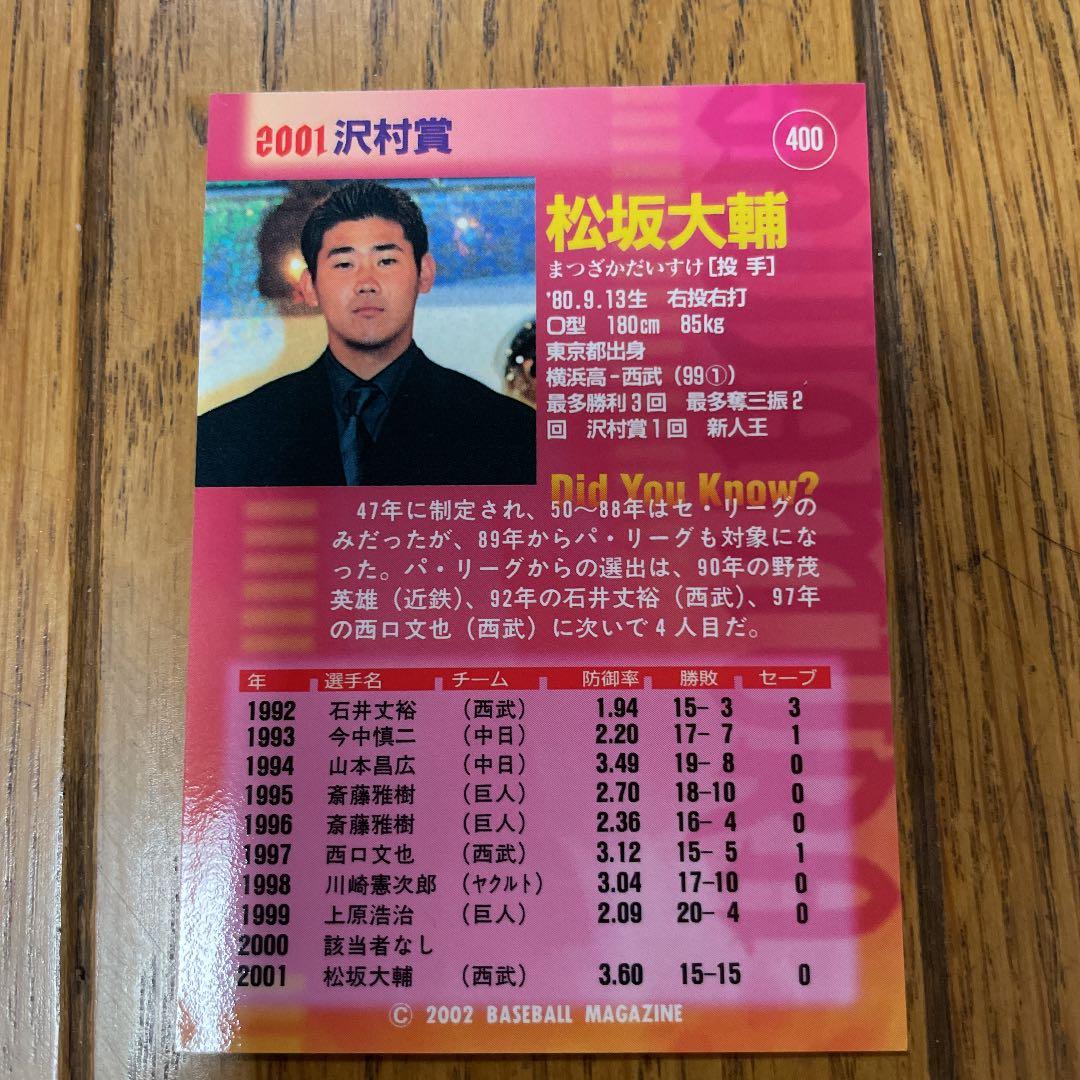 2001 沢村賞
400
松坂大輔
まつざかだいすけ[投 手]
'80.9.13生 右投右打
O型 180cm 85kg
東京都出身
横浜高-西武（99①）
最多勝利3回 最多奪三振2
回 沢村賞1回 新人王
Did You Know?
47年に制定され、50〜88年はセ・リーグの
みだったが、89年からパ・リーグも対象にな
った。パ・リーグからの選出は、90年の野茂
英雄（近鉄）、92年の石井丈裕（西武）、97年
の西口文也（西武）に次いで4人目だ。
年 選手名 チーム 防御率 勝敗 セーブ
1992 石井丈裕 （西武） 1.94 15- 3 3
1993 今中慎二 （中日） 2.20 17- 7 1
1994 山本昌広 （中日） 3.49 19- 8 0
1995 斎藤雅樹 （巨人） 2.70 18-10 0
1996 斎藤雅樹 （巨人） 2.36 16- 4 0
1997 西口文也 （西武） 3.12 15- 5 1
1998 川崎憲次郎 （ヤクルト） 3.04 17-10 0
1999 上原浩治 （巨人） 2.09 20- 4 0
2000 該当者なし
2001 松坂大輔 （西武） 3.60 15-15 0
© 2002 BASEBALL MAGAZINE